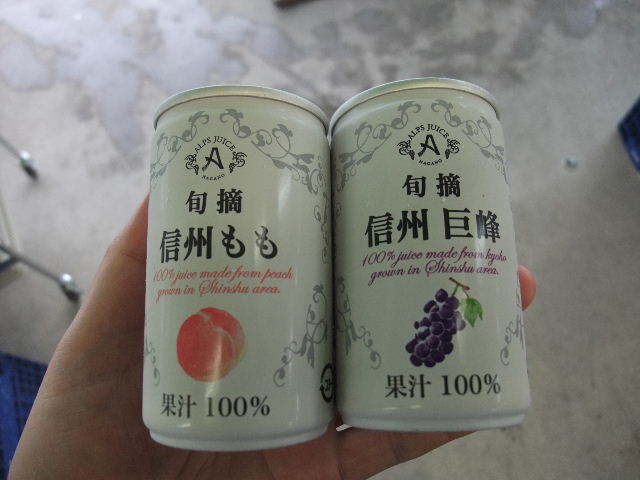 ALPS JUICE
A
NAGANO
旬摘
信州もも
100% juice made from peach
grown in Shinshu area.
果汁 100%
ALPS JUICE
A
NAGANO
旬摘
信州 巨峰
100% juice made from kyoho
grown in Shinshu area.
果汁 100%